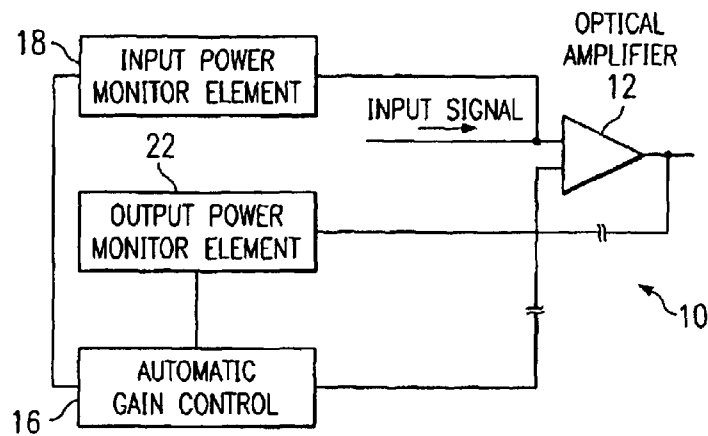 18
INPUT POWER
MONITOR ELEMENT
OPTICAL
AMPLIFIER
12
INPUT SIGNAL
22
OUTPUT POWER
MONITOR ELEMENT
10
AUTOMATIC
GAIN CONTROL
16